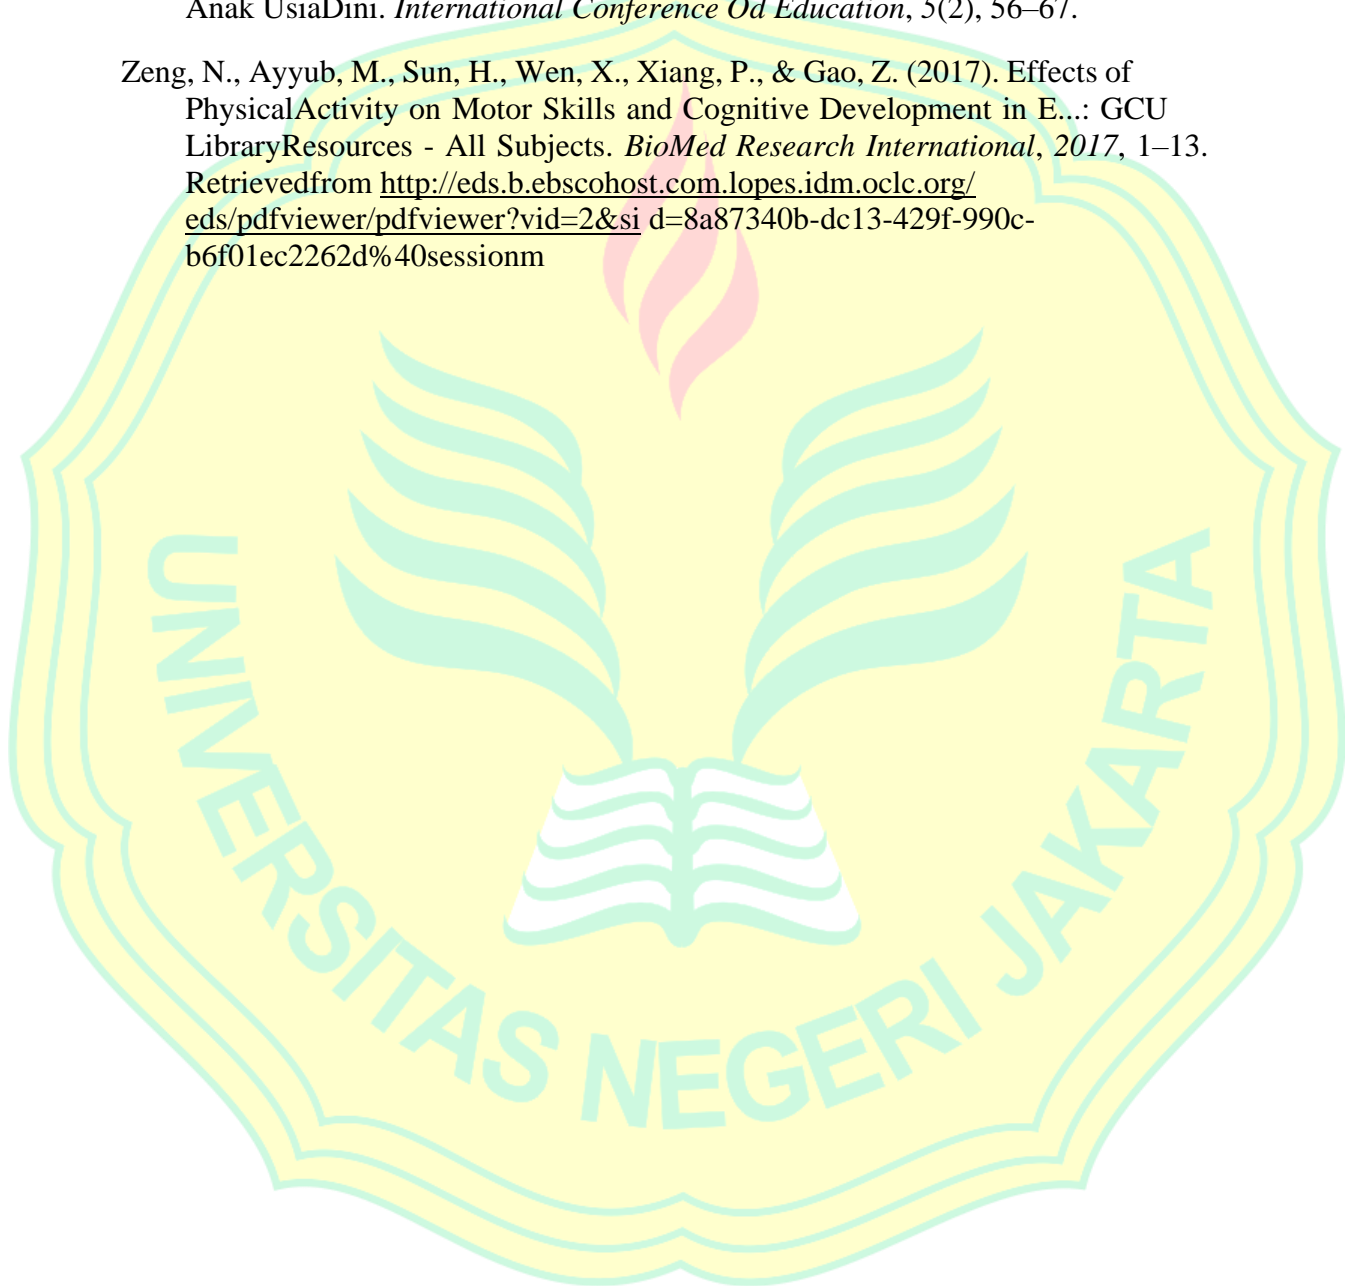 Anak UsiaDini. International Conference Od Education, 5(2), 56–67.
Zeng, N., Ayyub, M., Sun, H., Wen, X., Xiang, P., & Gao, Z. (2017). Effects of
PhysicalActivity on Motor Skills and Cognitive Development in E...: GCU
LibraryResources - All Subjects. BioMed Research International, 2017, 1–13.
Retrievedfrom http://eds.b.ebscohost.com.lopes.idm.oclc.org/
eds/pdfviewer/pdfviewer?vid=2&si d=8a87340b-dc13-429f-990c-
b6f01ec2262d%40sessionm
UNIVERSITAS NEGERI JAKARTA